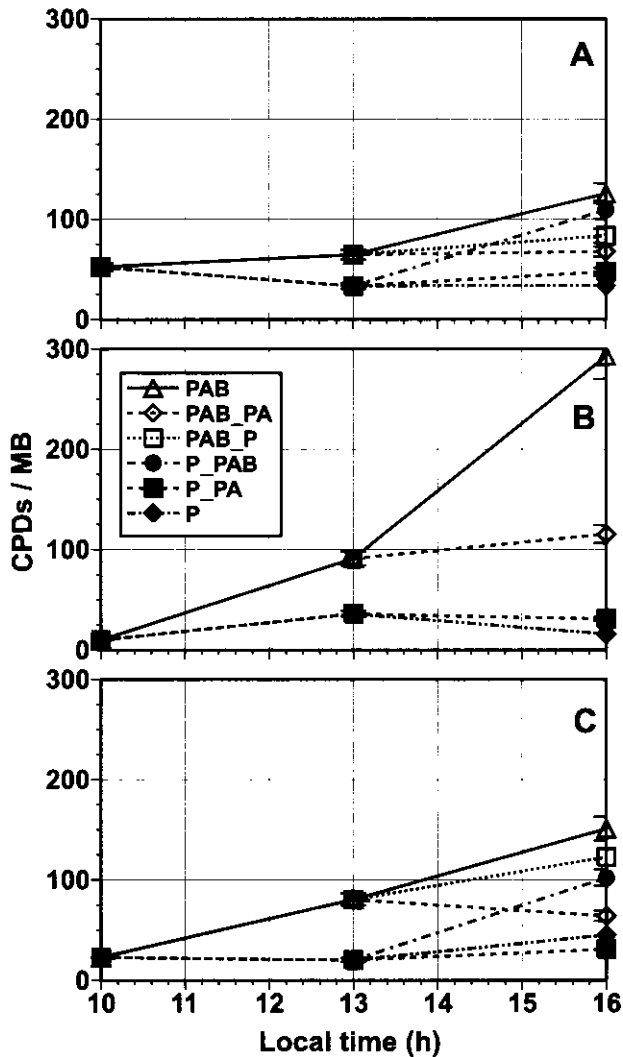 300
A
200
100
0
300
B
PAB
PAB_PA
PAB_P
P_PAB
P_PA
P
200
CPDs / MB
100
0
300
C
200
100
0
10 11 12 13 14 15 16
Local time (h)